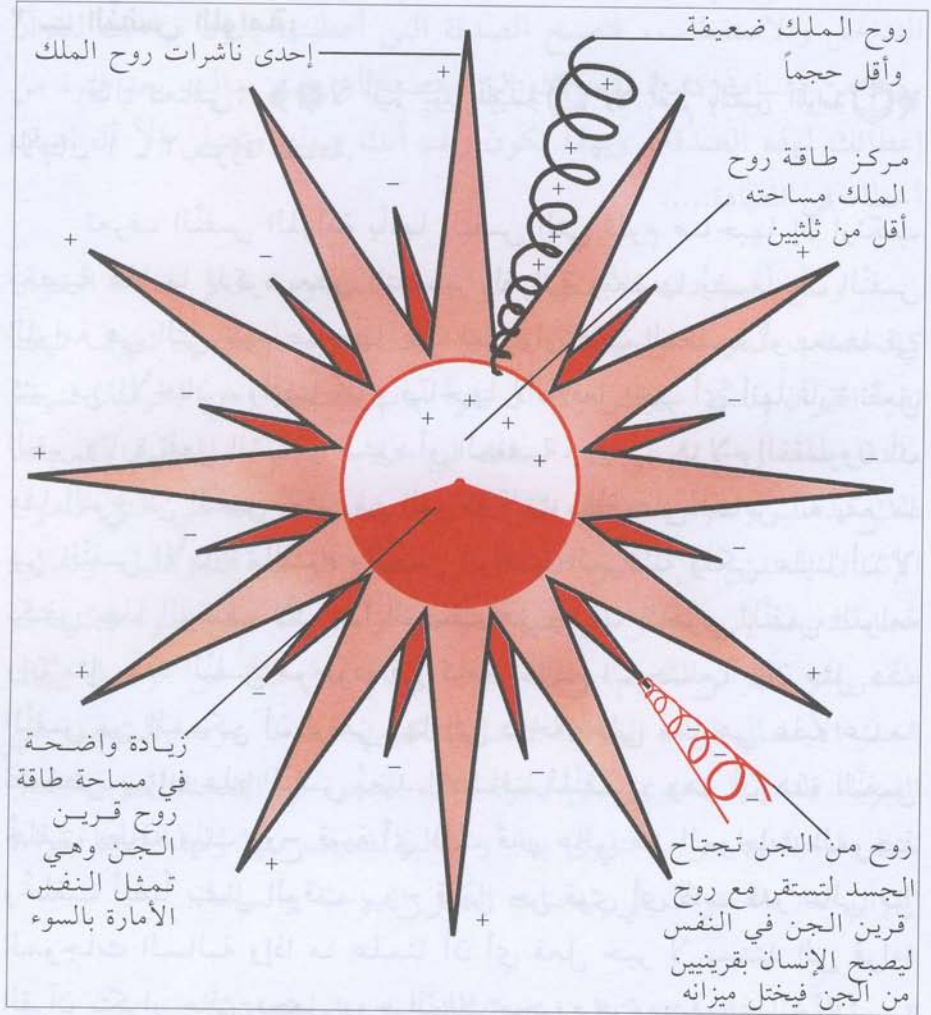 روح الملك ضعيفة
وأقل حجماً
إحدى ناشرات روح الملك
مركز طاقة روح
الملك مساحته
أقل من ثلثين
زيادة واضحة
في مساحة طاقة
روح قرين
الجن وهي
تمثل النفس
الأمارة بالسوء
روح من الجن تجتاح
الجسد لتستقر مع روح
قرين الجن في النفس
ليصبح الإنسان بقرينين
من الجن فيختل ميزانه